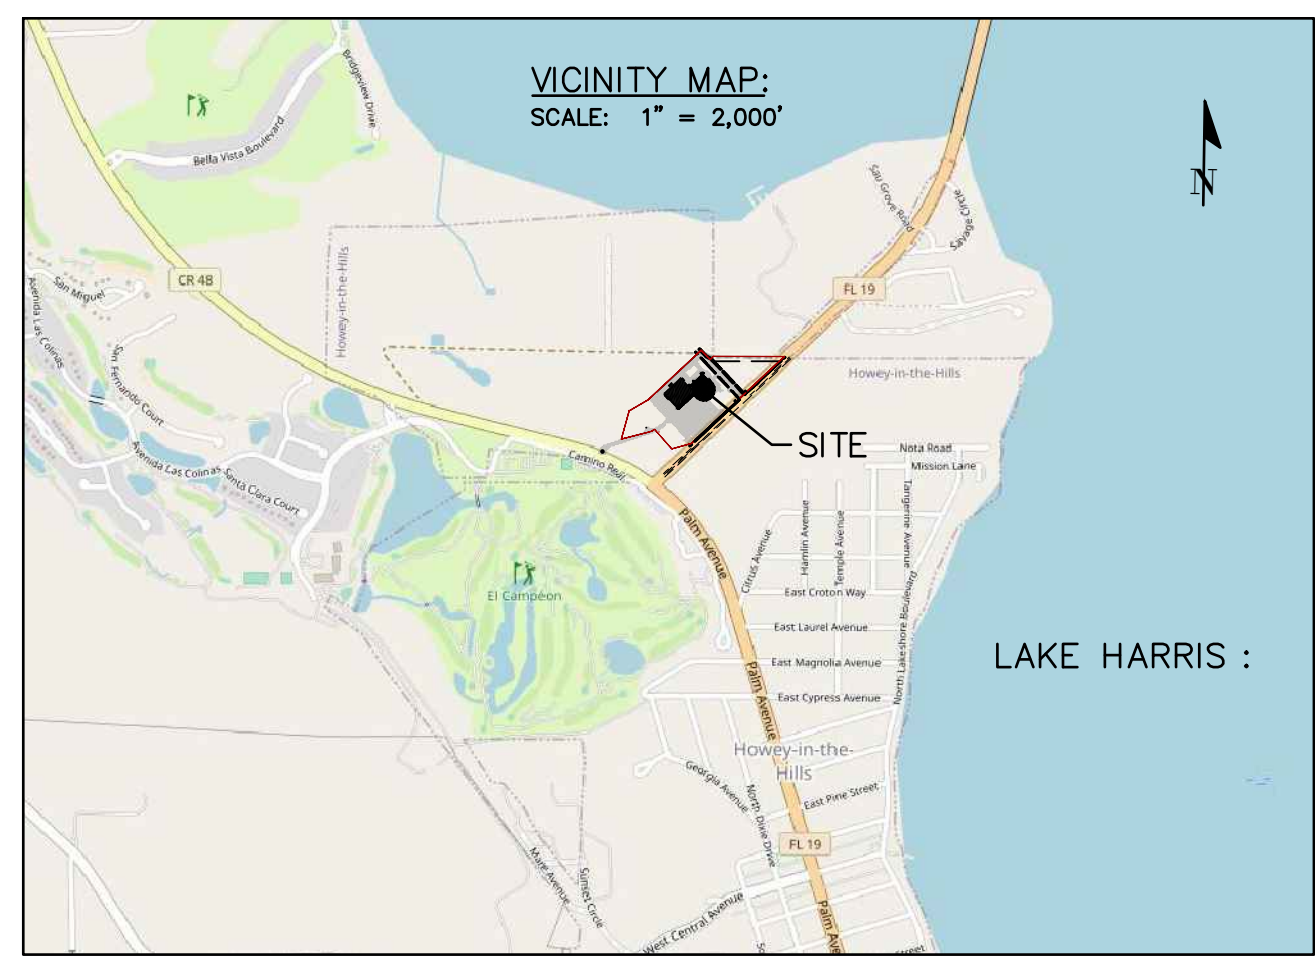 VICINITY MAP:
SCALE: 1" = 2,000'
N
Bridgeview Drive
Bella Vista Boulevard
Sau Grove Road
Savage Circle
CR 48
San Miguel
Howey-in-the-Hills
FL 19
Avenida Las Colinas
San Fernando Court
Howey-in-the-Hills
SITE
Avenida Las Colinas
Santa Clara Court
Camino Real
Nota Road
Mission Lane
Palm Avenue
Citrus Avenue
Hamlin Avenue
Temple Avenue
Tangerine Avenue
El Campeon
East Croton Way
East Laurel Avenue
North Lakeshore Boulevard
LAKE HARRIS :
East Magnolia Avenue
Palm Avenue
East Cypress Avenue
Howey-in-the-
Hills
Georgia Avenue
North Dixie Drive
East Pine Street
FL 19
Mare Avenue
Sunset Circle
West Central Avenue
Palm Av
Street